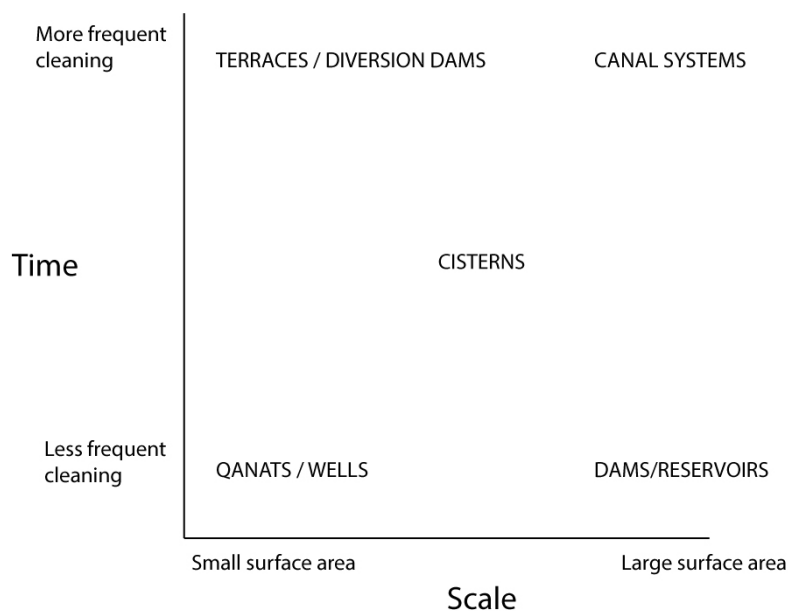 More frequent
cleaning
TERRACES / DIVERSION DAMS
CANAL SYSTEMS
Time
CISTERNS
Less frequent
cleaning
QANATS / WELLS
DAMS/RESERVOIRS
Small surface area
Large surface area
Scale